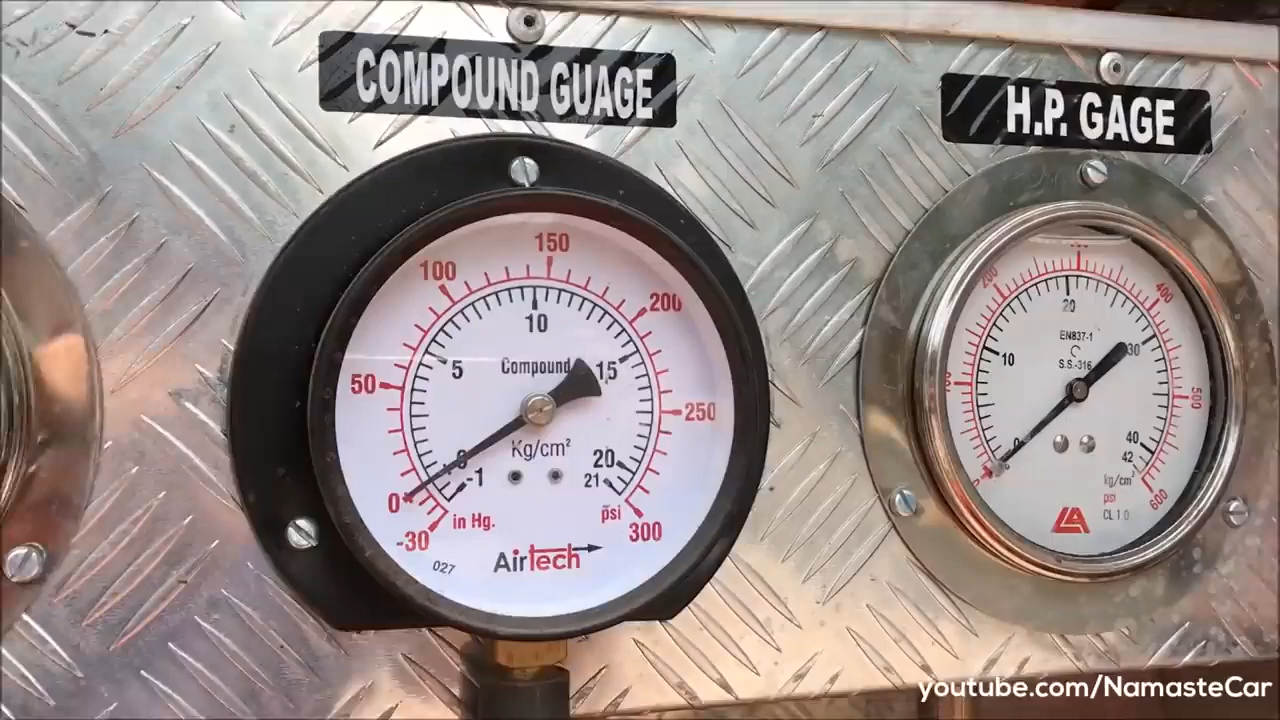 COMPOUND GUAGE
H.P. GAGE
150
100
200
50
250
0
-30
300
10
5
15
Compound
Kg/cm²
0
-1
20
21
in Hg.
psi
AirTech
027
200
400
500
600
20
10
30
EN837-1
S.S.-316
0
40
42
kg/cm²
psi
CL 1.0
youtube.com/NamasteCar